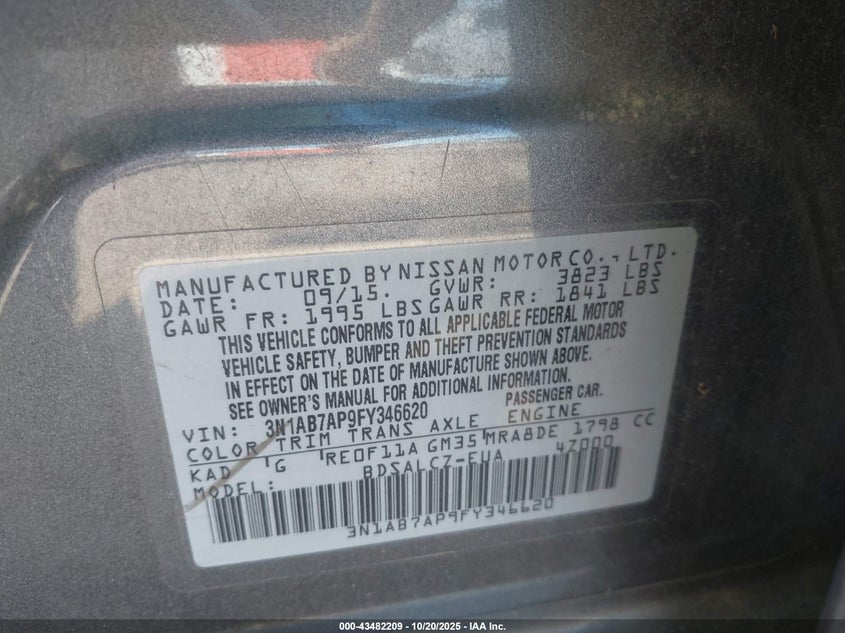 MANUFACTURED BY NISSAN MOTOR CO., LTD.
DATE: 09/15. GVWR: 3823 LBS
GAWR FR: 1995 LBS GAWR RR: 1841 LBS
THIS VEHICLE CONFORMS TO ALL APPLICABLE FEDERAL MOTOR
VEHICLE SAFETY, BUMPER AND THEFT PREVENTION STANDARDS
IN EFFECT ON THE DATE OF MANUFACTURE SHOWN ABOVE.
SEE OWNER'S MANUAL FOR ADDITIONAL INFORMATION.
VIN: 3N1AB7AP9FY346620 PASSENGER CAR.
COLOR TRIM TRANS AXLE ENGINE
KAD G RE0F11A GM35 MRA8DE 1798 CC
MODEL: BDSALCZ-EUA 4Z000
3N1AB7AP9FY346620
000-43482209 - 10/20/2025 - IAA Inc.